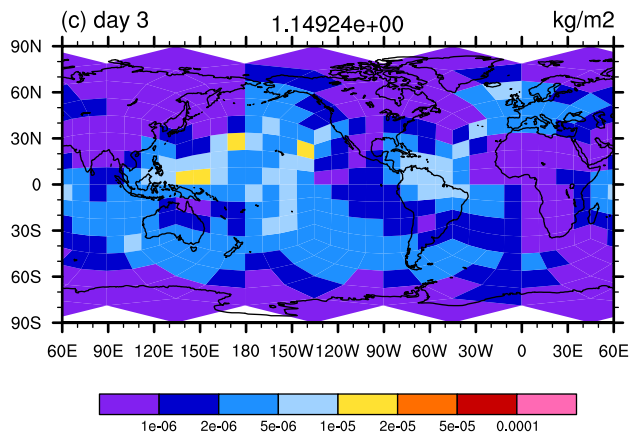 (c) day 3 1.14924e+00 kg/m2
90N
60N
30N
0
30S
60S
90S
60E 90E 120E 150E 180 150W 120W 90W 60W 30W 0 30E 60E
1e-06 2e-06 5e-06 1e-05 2e-05 5e-05 0.0001